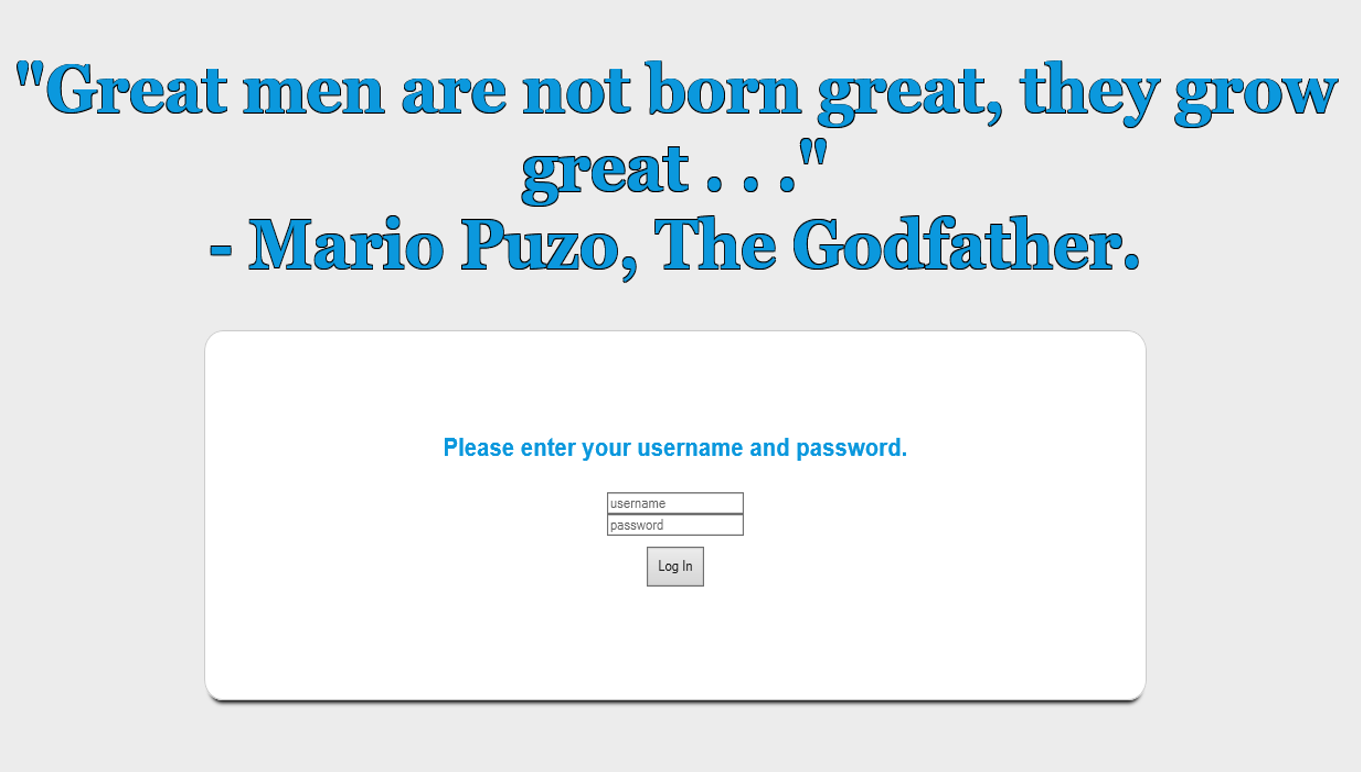 "Great men are not born great, they grow
great . . ."
- Mario Puzo, The Godfather.
Please enter your username and password.
username
password
Log In